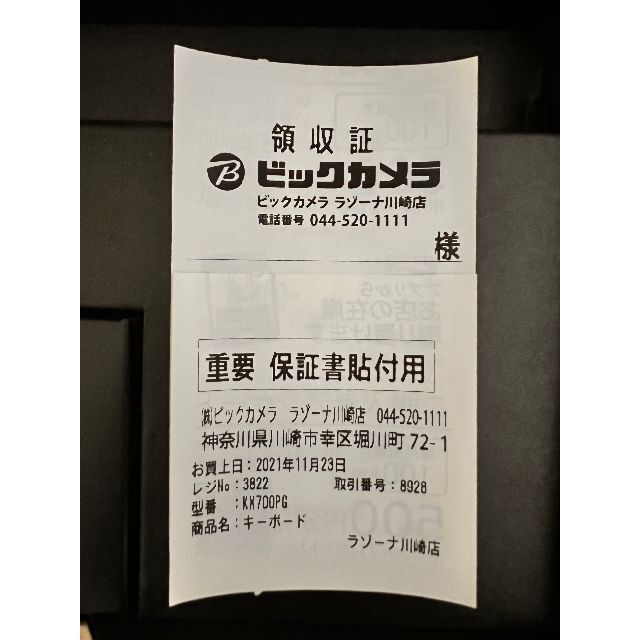 領収証
B ビックカメラ
ビックカメラ ラゾーナ川崎店
電話番号 044-520-1111
様
重要 保証書貼付用
㈱ビックカメラ ラゾーナ川崎店 044-520-1111
神奈川県川崎市幸区堀川町72-1
お買上日：2021年11月23日
レジNo：3822 取引番号：8928
型番 ：KX700PG
商品名：キーボード
ラゾーナ川崎店